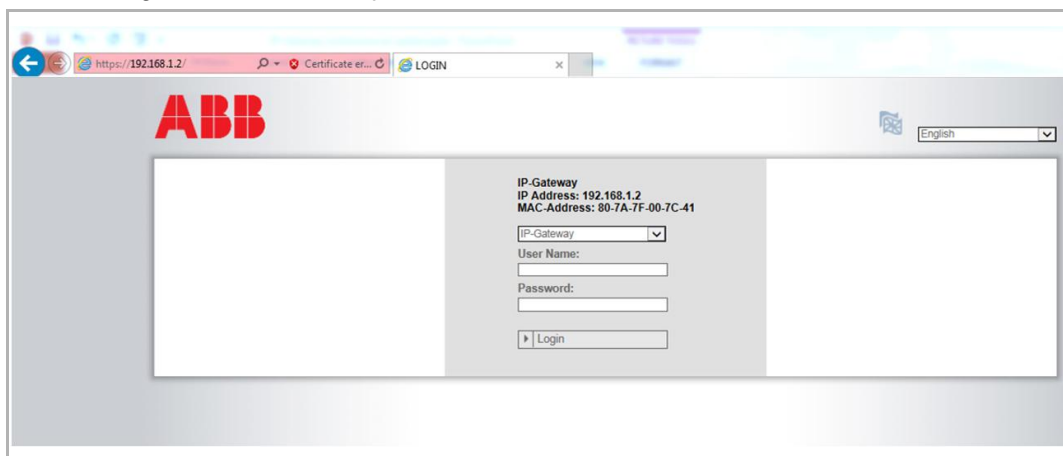 https://192.168.1.2/
Certificate er...
LOGIN
ABB
English
IP-Gateway
IP Address: 192.168.1.2
MAC-Address: 80-7A-7F-00-7C-41
IP-Gateway
User Name:
Password:
Login